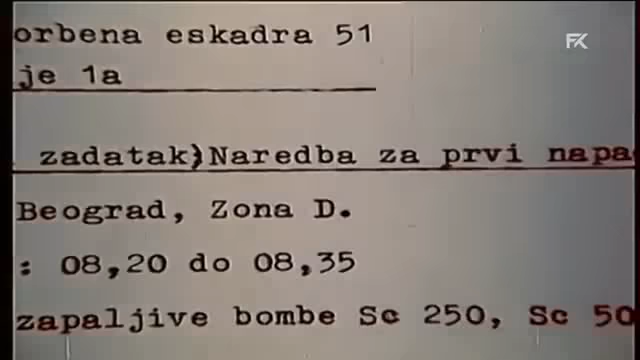 orbena eskadra 51
je 1a
zadatak)Naredba za prvi napa
Beograd, Zona D.
: 08,20 do 08,35
zapaljive bombe Sc 250, Sc 50
FK